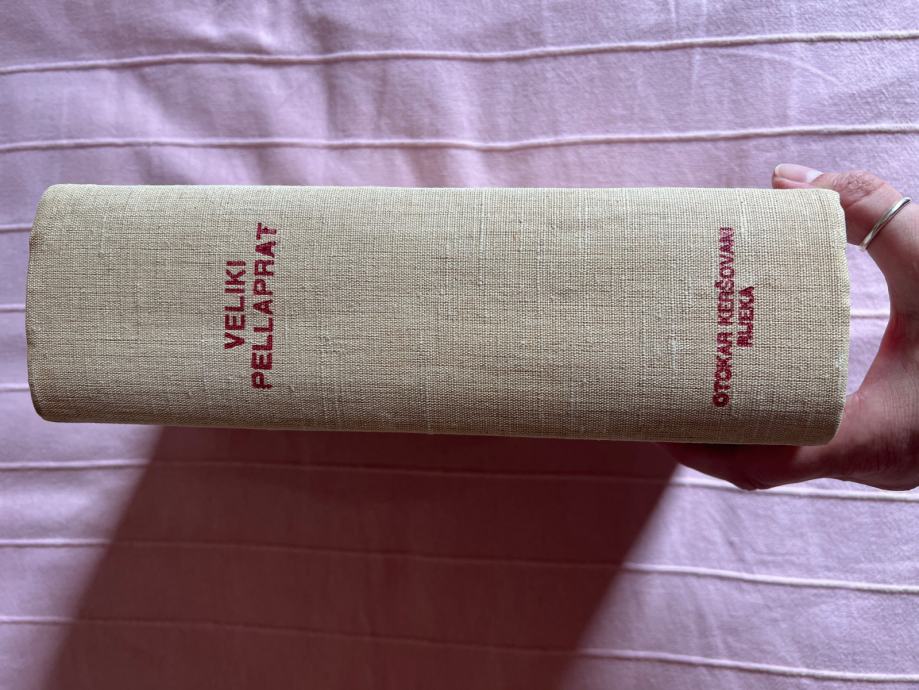 VELIKI
PELLAPRAT
OTOKAR KERŠOVANI
RIJEKA